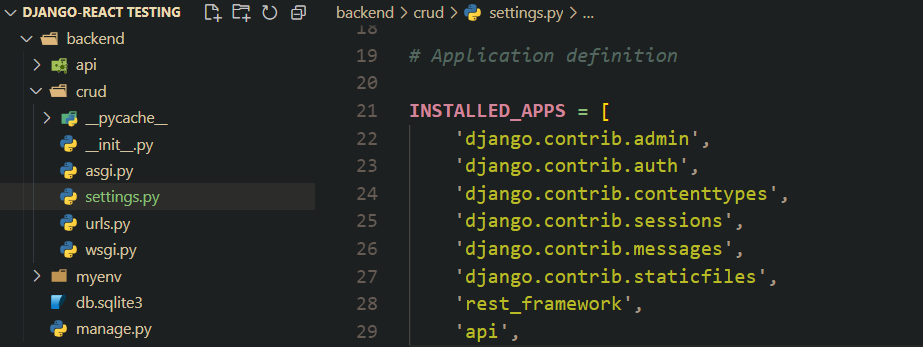 DJANGO-REACT TESTING
backend
api
crud
__pycache__
__init__.py
asgi.py
settings.py
urls.py
wsgi.py
myenv
db.sqlite3
manage.py
backend > crud > settings.py > ...
18
19 # Application definition
20
21 INSTALLED_APPS = [
22 'django.contrib.admin',
23 'django.contrib.auth',
24 'django.contrib.contenttypes',
25 'django.contrib.sessions',
26 'django.contrib.messages',
27 'django.contrib.staticfiles',
28 'rest_framework',
29 'api',